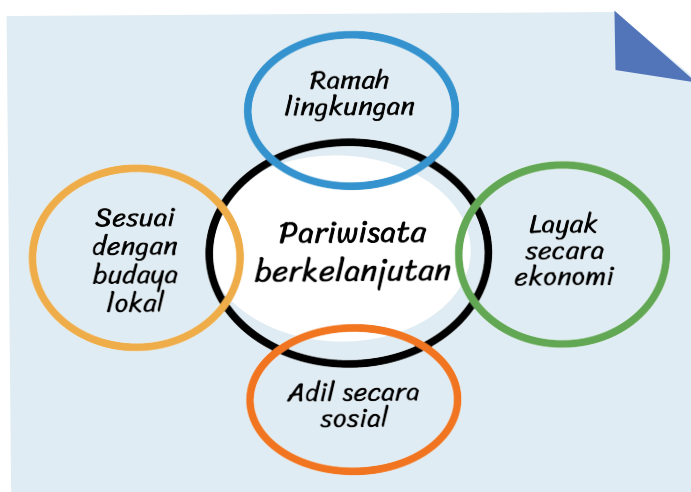 Ramah
lingkungan
Sesuai
dengan
budaya
lokal
Pariwisata
berkelanjutan
Layak
secara
ekonomi
Adil secara
sosial